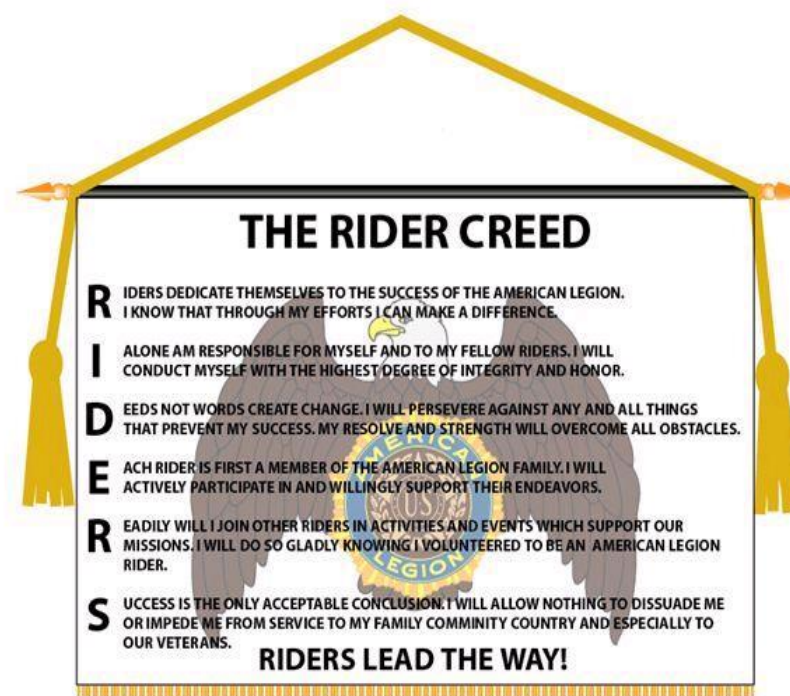 THE RIDER CREED
RIDERS DEDICATE THEMSELVES TO THE SUCCESS OF THE AMERICAN LEGION.
I KNOW THAT THROUGH MY EFFORTS I CAN MAKE A DIFFERENCE.
I ALONE AM RESPONSIBLE FOR MYSELF AND TO MY FELLOW RIDERS. I WILL
CONDUCT MYSELF WITH THE HIGHEST DEGREE OF INTEGRITY AND HONOR.
DEEDS NOT WORDS CREATE CHANGE. I WILL PERSEVERE AGAINST ANY AND ALL THINGS
THAT PREVENT MY SUCCESS. MY RESOLVE AND STRENGTH WILL OVERCOME ALL OBSTACLES.
EACH RIDER IS FIRST A MEMBER OF THE AMERICAN LEGION FAMILY. I WILL
ACTIVELY PARTICIPATE IN AND WILLINGLY SUPPORT THEIR ENDEAVORS.
READILY WILL I JOIN OTHER RIDERS IN ACTIVITIES AND EVENTS WHICH SUPPORT OUR
MISSIONS. I WILL DO SO GLADLY KNOWING I VOLUNTEERED TO BE AN AMERICAN LEGION
RIDER.
SUCCESS IS THE ONLY ACCEPTABLE CONCLUSION. I WILL ALLOW NOTHING TO DISSUADE ME
OR IMPEDE ME FROM SERVICE TO MY FAMILY COMMINITY COUNTRY AND ESPECIALLY TO
OUR VETERANS.
RIDERS LEAD THE WAY!
AMERICAN
US
LEGION